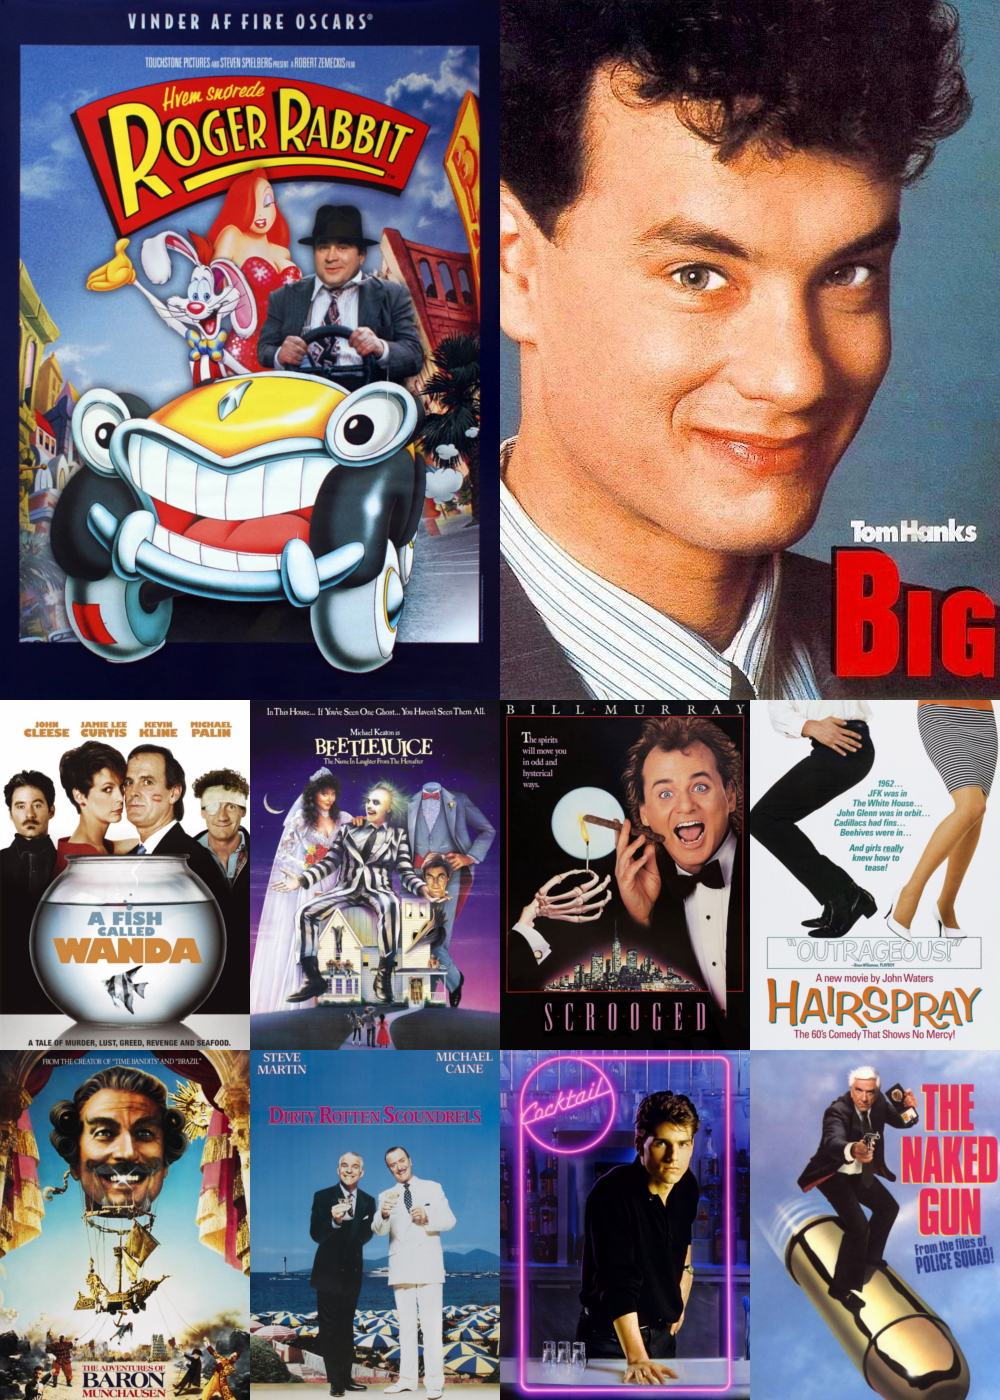 VINDER AF FIRE OSCARS®
TOUCHSTONE PICTURES AND STEVEN SPIELBERG PRESENT A ROBERT ZEMECKIS FILM
Hvem snørede
ROGER RABBIT
Tom Hanks
BIG
JOHN CLEESE
JAMIE LEE CURTIS
KEVIN KLINE
MICHAEL PALIN
A FISH
CALLED
WANDA
A TALE OF MURDER, LUST, GREED, REVENGE AND SEAFOOD.
In This House... If You've Seen One Ghost... You Haven't Seen Them All.
Michael Keaton is
BEETLEJUICE
The Name In Laughter From The Hereafter
BILL MURRAY
The spirits
will move you
in odd and
hysterical
ways.
SCROOGED
1962...
JFK was in
The White House...
John Glenn was in orbit...
Cadillacs had fins...
Beehives were in...
And girls really
knew how to
tease!
"OUTRAGEOUS!"
A new movie by John Waters
HAIRSPRAY
The 60's Comedy That Shows No Mercy!
FROM THE CREATOR OF "TIME BANDITS" AND "BRAZIL"
THE ADVENTURES OF
BARON
MUNCHAUSEN
STEVE
MARTIN
MICHAEL
CAINE
DIRTY ROTTEN SCOUNDRELS
Cocktail
THE
NAKED
GUN
From the files of
POLICE SQUAD!